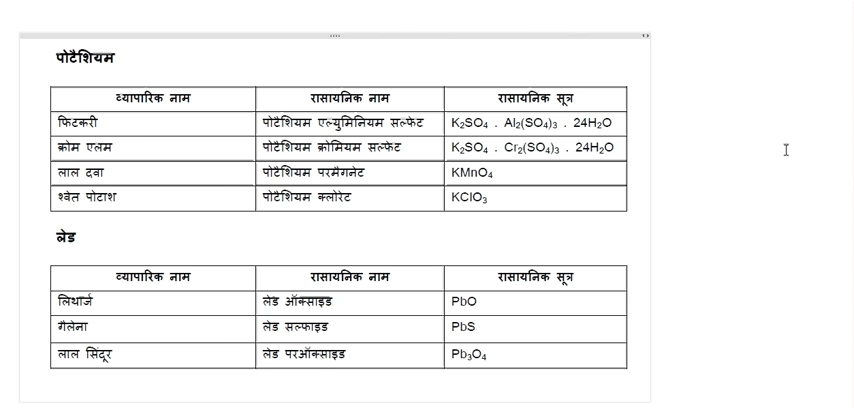 पोटैशियम
व्यापारिक नाम रासायनिक नाम रासायनिक सूत्र
फिटकरी पोटैशियम एल्युमिनियम सल्फेट K₂SO₄ . Al₂(SO₄)₃ . 24H₂O
क्रोम एलम पोटैशियम क्रोमियम सल्फेट K₂SO₄ . Cr₂(SO₄)₃ . 24H₂O
लाल दवा पोटैशियम परमैगनेट KMnO₄
श्वेत पोटाश पोटैशियम क्लोरेट KClO₃
लेड
व्यापारिक नाम रासायनिक नाम रासायनिक सूत्र
लिथार्ज लेड ऑक्साइड PbO
गैलेना लेड सल्फाइड PbS
लाल सिंदूर लेड परऑक्साइड Pb₃O₄